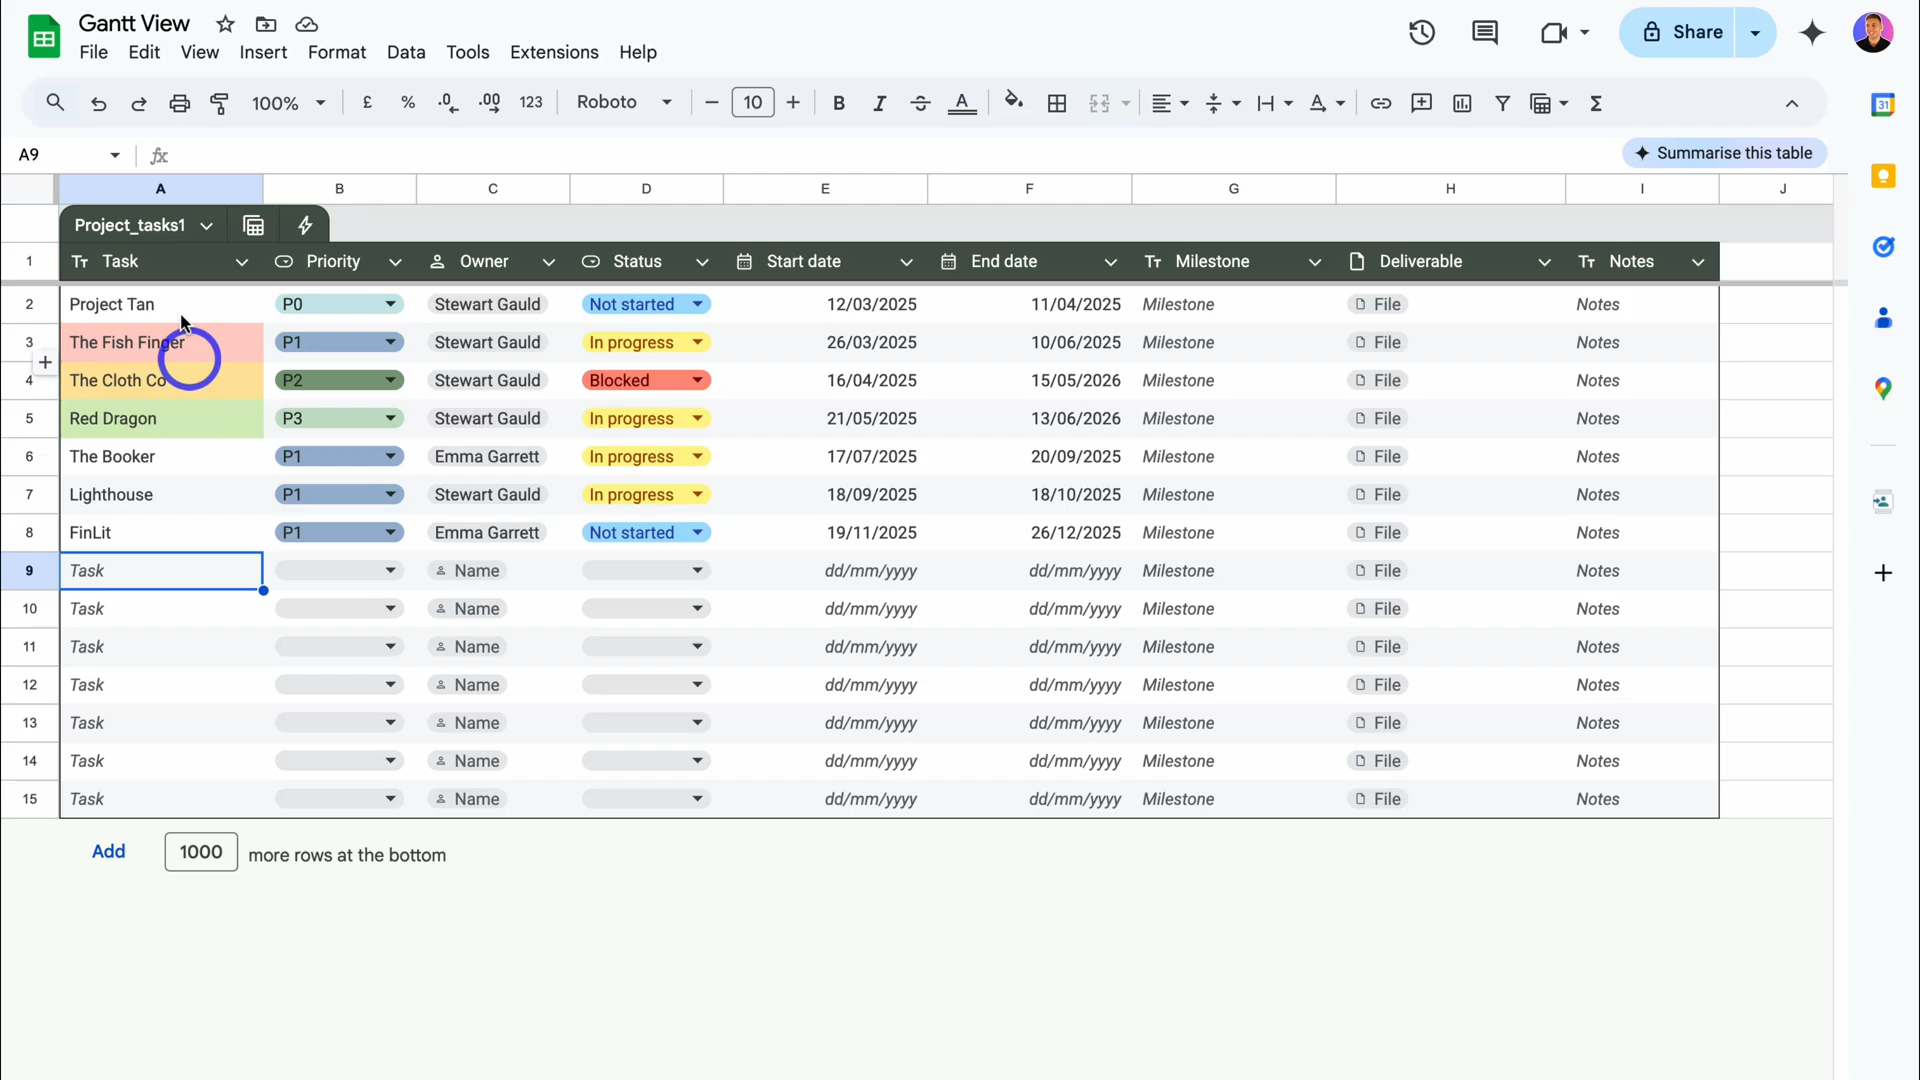 Gantt View
File Edit View Insert Format Data Tools Extensions Help
Share
31
100% £ % .0 .00 123 Roboto 10 B I S A A Σ
A9 fx Summarise this table
A B C D E F G H I J
Project_tasks1
1 Tт Task Priority Owner Status Start date End date Tт Milestone Deliverable Tт Notes
2 Project Tan P0 Stewart Gauld Not started 12/03/2025 11/04/2025 Milestone File Notes
3 The Fish Finger P1 Stewart Gauld In progress 26/03/2025 10/06/2025 Milestone File Notes
4 The Cloth Co P2 Stewart Gauld Blocked 16/04/2025 15/05/2026 Milestone File Notes
5 Red Dragon P3 Stewart Gauld In progress 21/05/2025 13/06/2026 Milestone File Notes
6 The Booker P1 Emma Garrett In progress 17/07/2025 20/09/2025 Milestone File Notes
7 Lighthouse P1 Stewart Gauld In progress 18/09/2025 18/10/2025 Milestone File Notes
8 FinLit P1 Emma Garrett Not started 19/11/2025 26/12/2025 Milestone File Notes
9 Task Name dd/mm/yyyy dd/mm/yyyy Milestone File Notes
10 Task Name dd/mm/yyyy dd/mm/yyyy Milestone File Notes
11 Task Name dd/mm/yyyy dd/mm/yyyy Milestone File Notes
12 Task Name dd/mm/yyyy dd/mm/yyyy Milestone File Notes
13 Task Name dd/mm/yyyy dd/mm/yyyy Milestone File Notes
14 Task Name dd/mm/yyyy dd/mm/yyyy Milestone File Notes
15 Task Name dd/mm/yyyy dd/mm/yyyy Milestone File Notes
Add 1000 more rows at the bottom